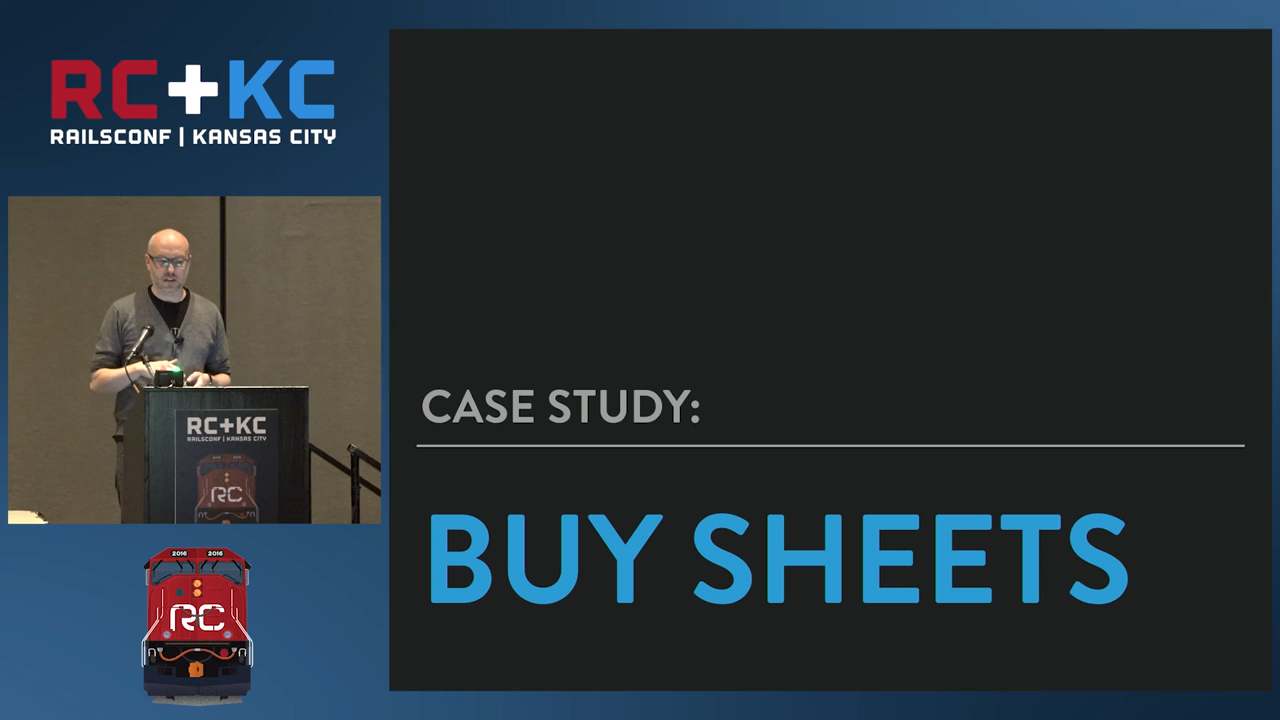 RC+KC
RAILSCONF | KANSAS CITY
CASE STUDY:
BUY SHEETS
RC+KC
RAILSCONF | KANSAS CITY
RC
2016 2016
RC